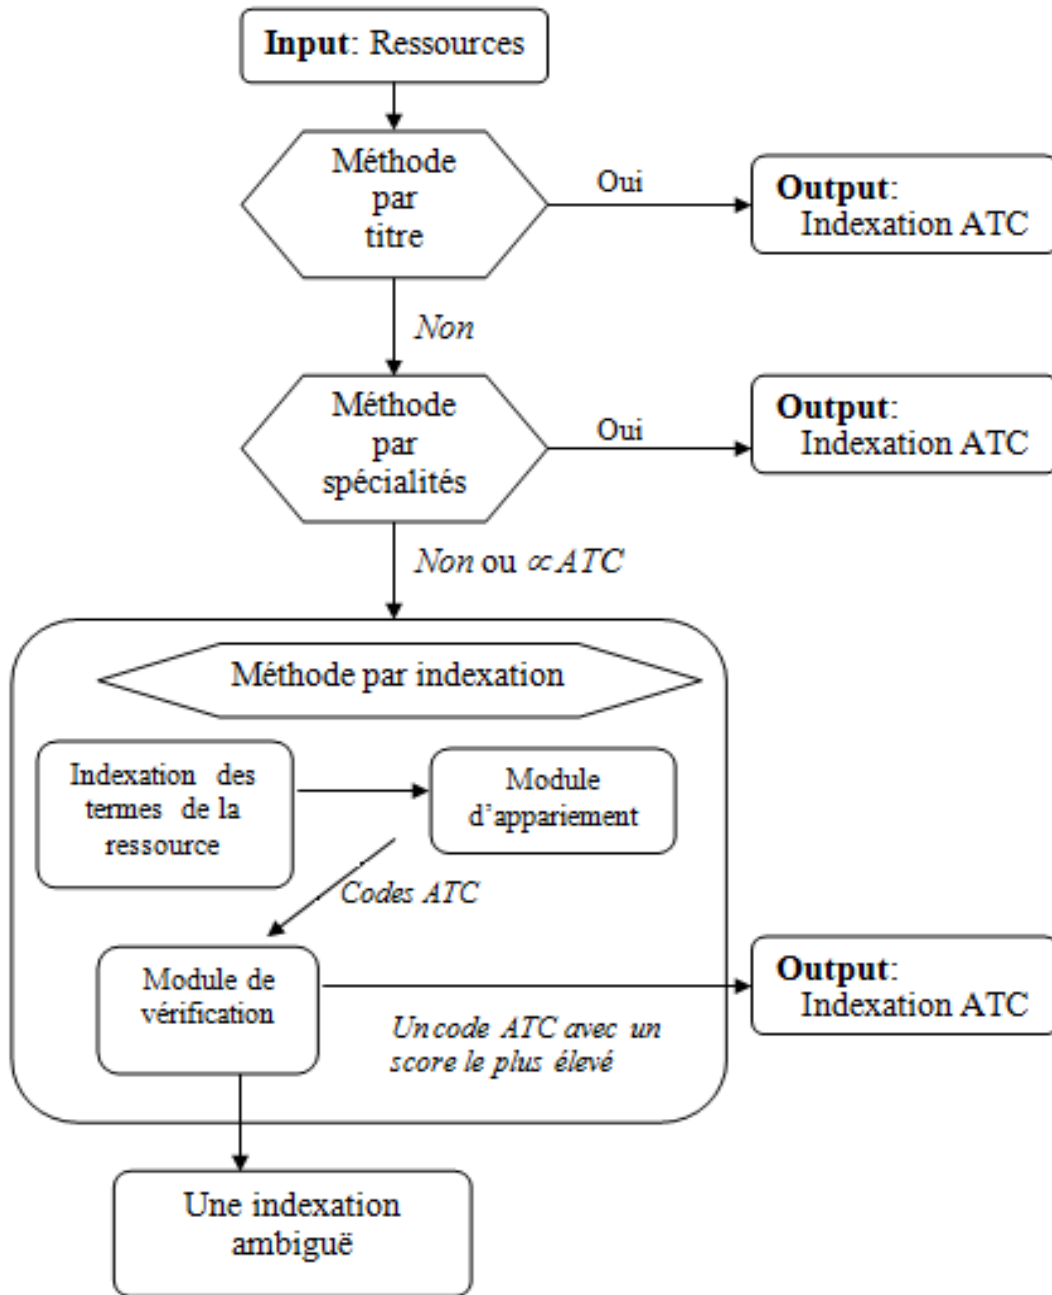 Input: Ressources
Méthode
par
titre
Oui
Output:
Indexation ATC
Non
Méthode
par
spécialités
Oui
Output:
Indexation ATC
Non ou ∝ ATC
Méthode par indexation
Indexation des
termes de la
ressource
Module
d'appariement
Codes ATC
Module de
vérification
Un code ATC avec un
score le plus élevé
Output:
Indexation ATC
Une indexation
ambiguë